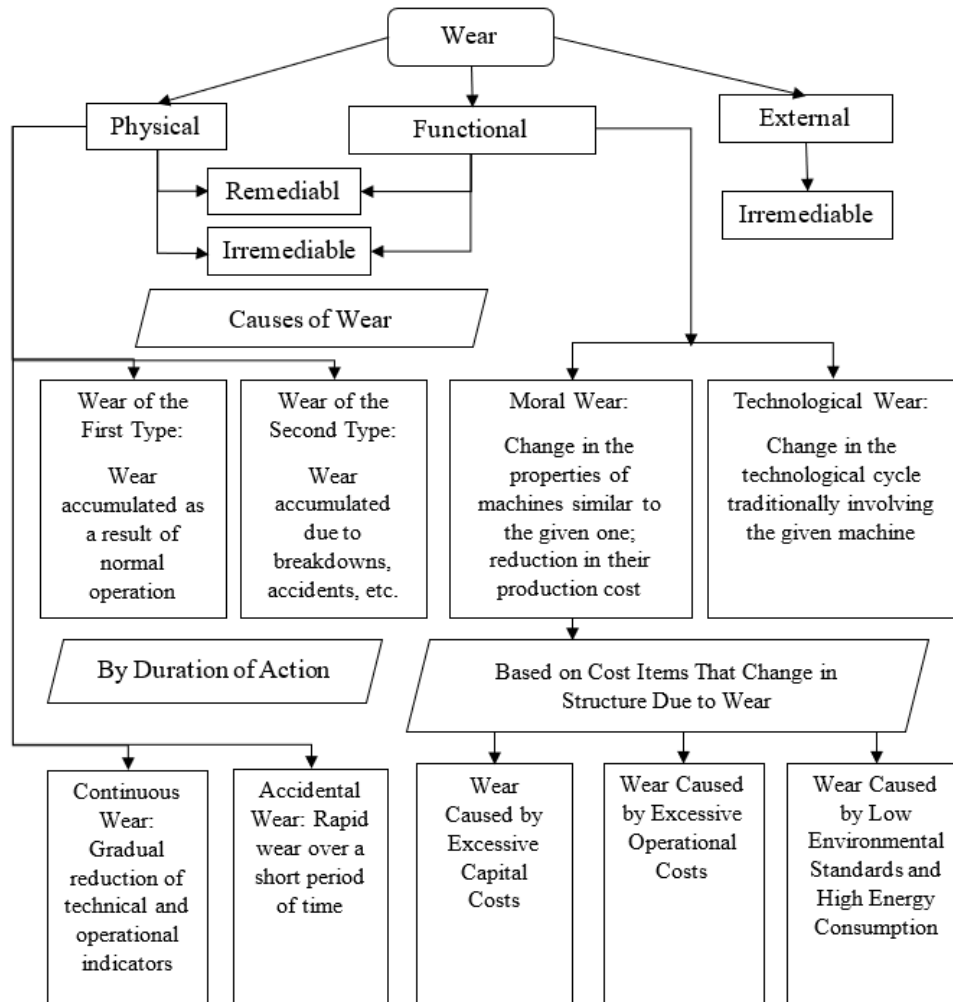 Wear
Physical
Functional
External
Remediabl
Irremediable
Irremediable
Causes of Wear
Wear of the
First Type:
Wear
accumulated as
a result of
normal
operation
Wear of the
Second Type:
Wear
accumulated
due to
breakdowns,
accidents, etc.
Moral Wear:
Change in the
properties of
machines similar to
the given one;
reduction in their
production cost
Technological Wear:
Change in the
technological cycle
traditionally involving
the given machine
By Duration of Action
Based on Cost Items That Change in
Structure Due to Wear
Continuous
Wear:
Gradual
reduction of
technical and
operational
indicators
Accidental
Wear: Rapid
wear over a
short period
of time
Wear
Caused by
Excessive
Capital
Costs
Wear Caused
by Excessive
Operational
Costs
Wear Caused
by Low
Environmental
Standards and
High Energy
Consumption